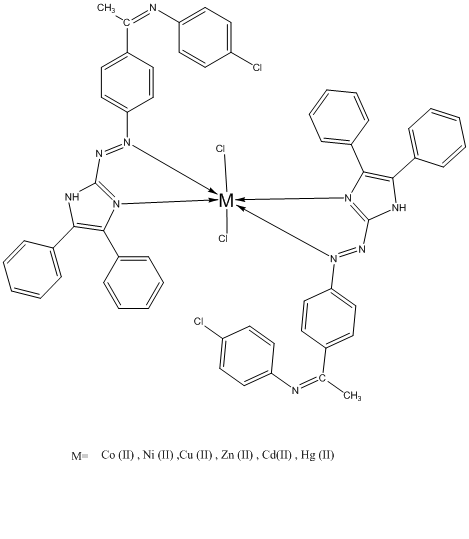 CH3
C
N
Cl
N
N
NH
N
Cl
M
Cl
N
NH
N
N
Cl
N
C
CH3
M= Co (II) , Ni (II) ,Cu (II) , Zn (II) , Cd(II) , Hg (II)